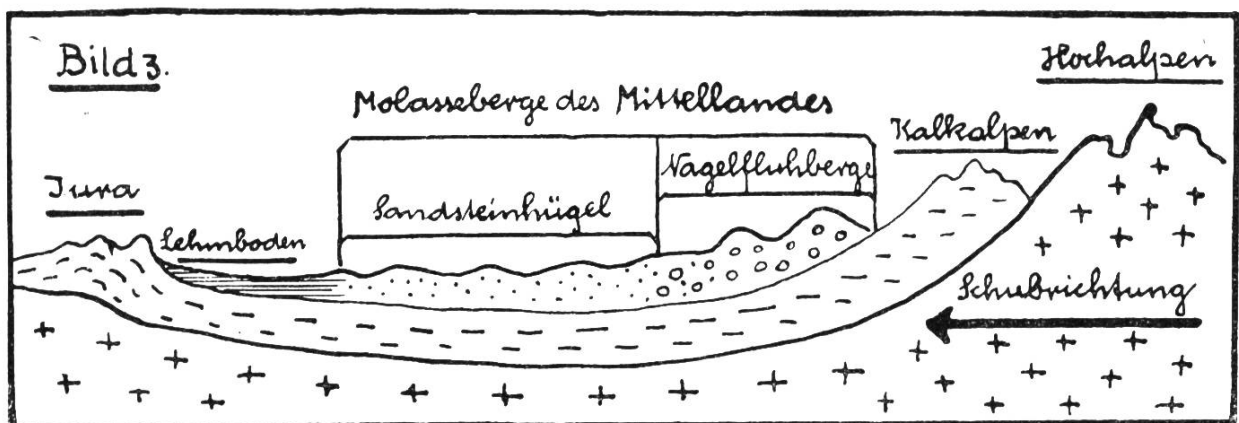 Bild 3.
Hochalpen
Molasseberge des Mittellandes
Kalkalpen
Nagelfluhberge
Jura
Sandsteinhügel
Lehmboden
Schubrichtung